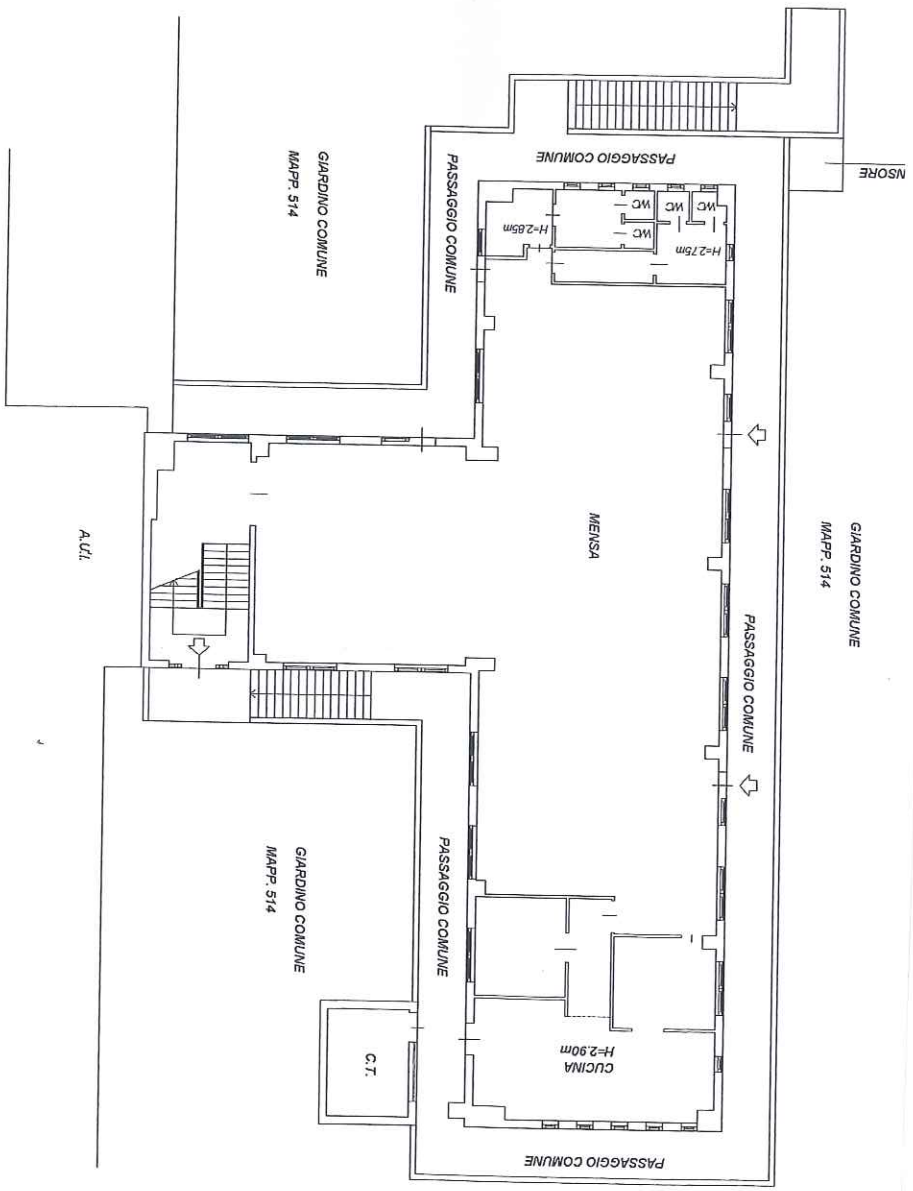 NSORE
PASSAGGIO COMUNE
GIARDINO COMUNE
MAPP. 514
PASSAGGIO COMUNE
WC
WC
WC
WC
H=2.85m
H=2.75m
MENSA
GIARDINO COMUNE
MAPP. 514
A.U.I.
PASSAGGIO COMUNE
GIARDINO COMUNE
MAPP. 514
PASSAGGIO COMUNE
C.T.
CUCINA
H=2.90m
PASSAGGIO COMUNE